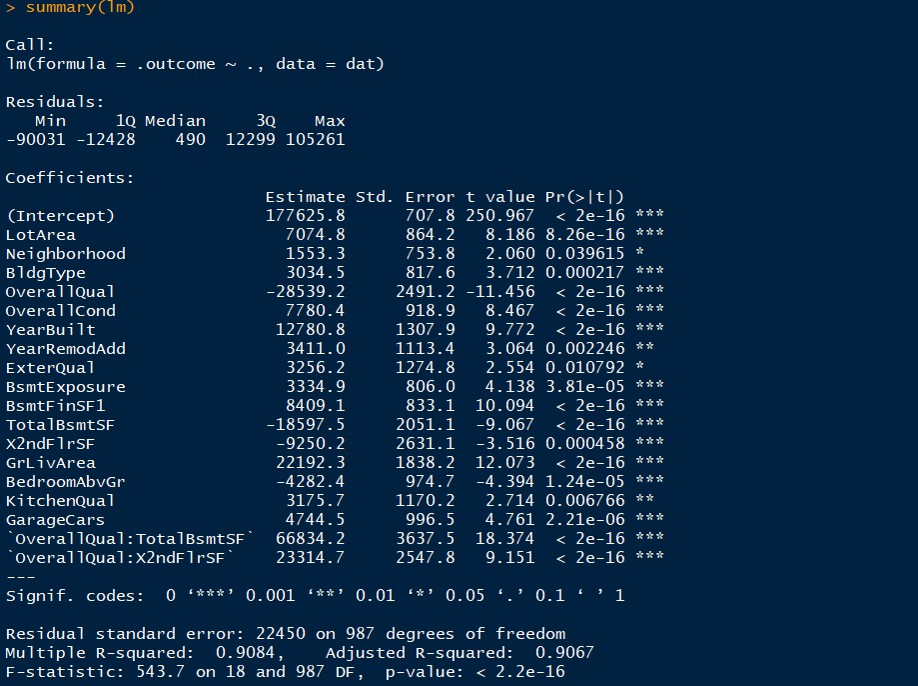 > summary(lm)
Call:
lm(formula = .outcome ~ ., data = dat)
Residuals:
   Min     1Q Median     3Q    Max
-90031 -12428    490  12299 105261
Coefficients:
                          Estimate Std. Error t value Pr(>|t|)
(Intercept)               177625.8      707.8 250.967  < 2e-16 ***
LotArea                     7074.8      864.2   8.186 8.26e-16 ***
Neighborhood                1553.3      753.8   2.060 0.039615 *
BldgType                    3034.5      817.6   3.712 0.000217 ***
OverallQual               -28539.2     2491.2 -11.456  < 2e-16 ***
OverallCond                 7780.4      918.9   8.467  < 2e-16 ***
YearBuilt                  12780.8     1307.9   9.772  < 2e-16 ***
YearRemodAdd                3411.0     1113.4   3.064 0.002246 **
ExterQual                   3256.2     1274.8   2.554 0.010792 *
BsmtExposure                3334.9      806.0   4.138 3.81e-05 ***
BsmtFinSF1                  8409.1      833.1  10.094  < 2e-16 ***
TotalBsmtSF               -18597.5     2051.1  -9.067  < 2e-16 ***
X2ndFlrSF                  -9250.2     2631.1  -3.516 0.000458 ***
GrLivArea                  22192.3     1838.2  12.073  < 2e-16 ***
BedroomAbvGr               -4282.4      974.7  -4.394 1.24e-05 ***
KitchenQual                 3175.7     1170.2   2.714 0.006766 **
GarageCars                  4744.5      996.5   4.761 2.21e-06 ***
`OverallQual:TotalBsmtSF`  66834.2     3637.5  18.374  < 2e-16 ***
`OverallQual:X2ndFlrSF`    23314.7     2547.8   9.151  < 2e-16 ***
---
Signif. codes:  0 ‘***’ 0.001 ‘**’ 0.01 ‘*’ 0.05 ‘.’ 0.1 ‘ ’ 1
Residual standard error: 22450 on 987 degrees of freedom
Multiple R-squared:  0.9084,    Adjusted R-squared:  0.9067
F-statistic: 543.7 on 18 and 987 DF,  p-value: < 2.2e-16